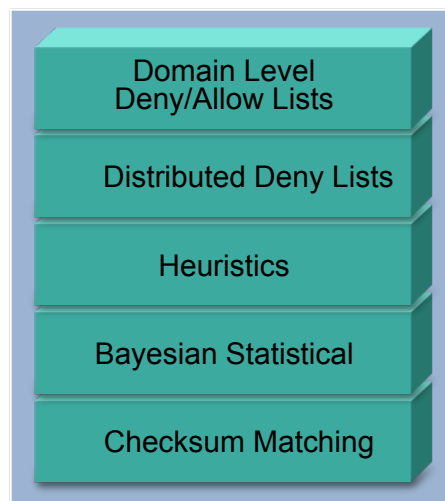 Domain Level
Deny/Allow Lists
Distributed Deny Lists
Heuristics
Bayesian Statistical
Checksum Matching